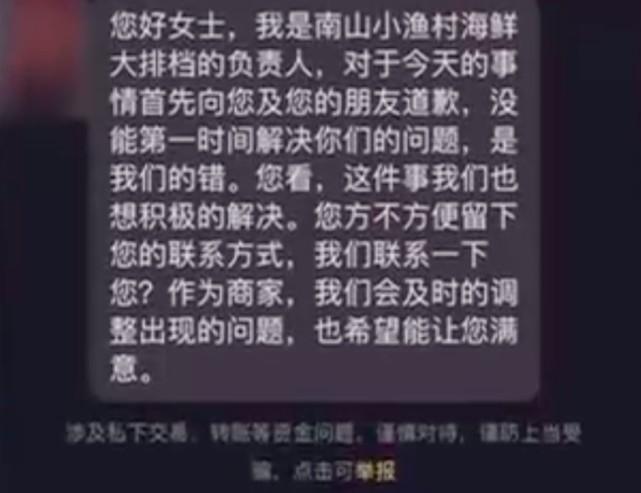 您好女士，我是南山小渔村海鲜
大排档的负责人，对于今天的事
情首先向您及您的朋友道歉，没
能第一时间解决你们的问题，是
我们的错。您看，这件事我们也
想积极的解决。您方不方便留下
您的联系方式，我们联系一下
您？作为商家，我们会及时的调
整出现的问题，也希望能让您满
意。
涉及私下交易、转账等资金问题，谨慎对待，谨防上当受
骗，点击可举报